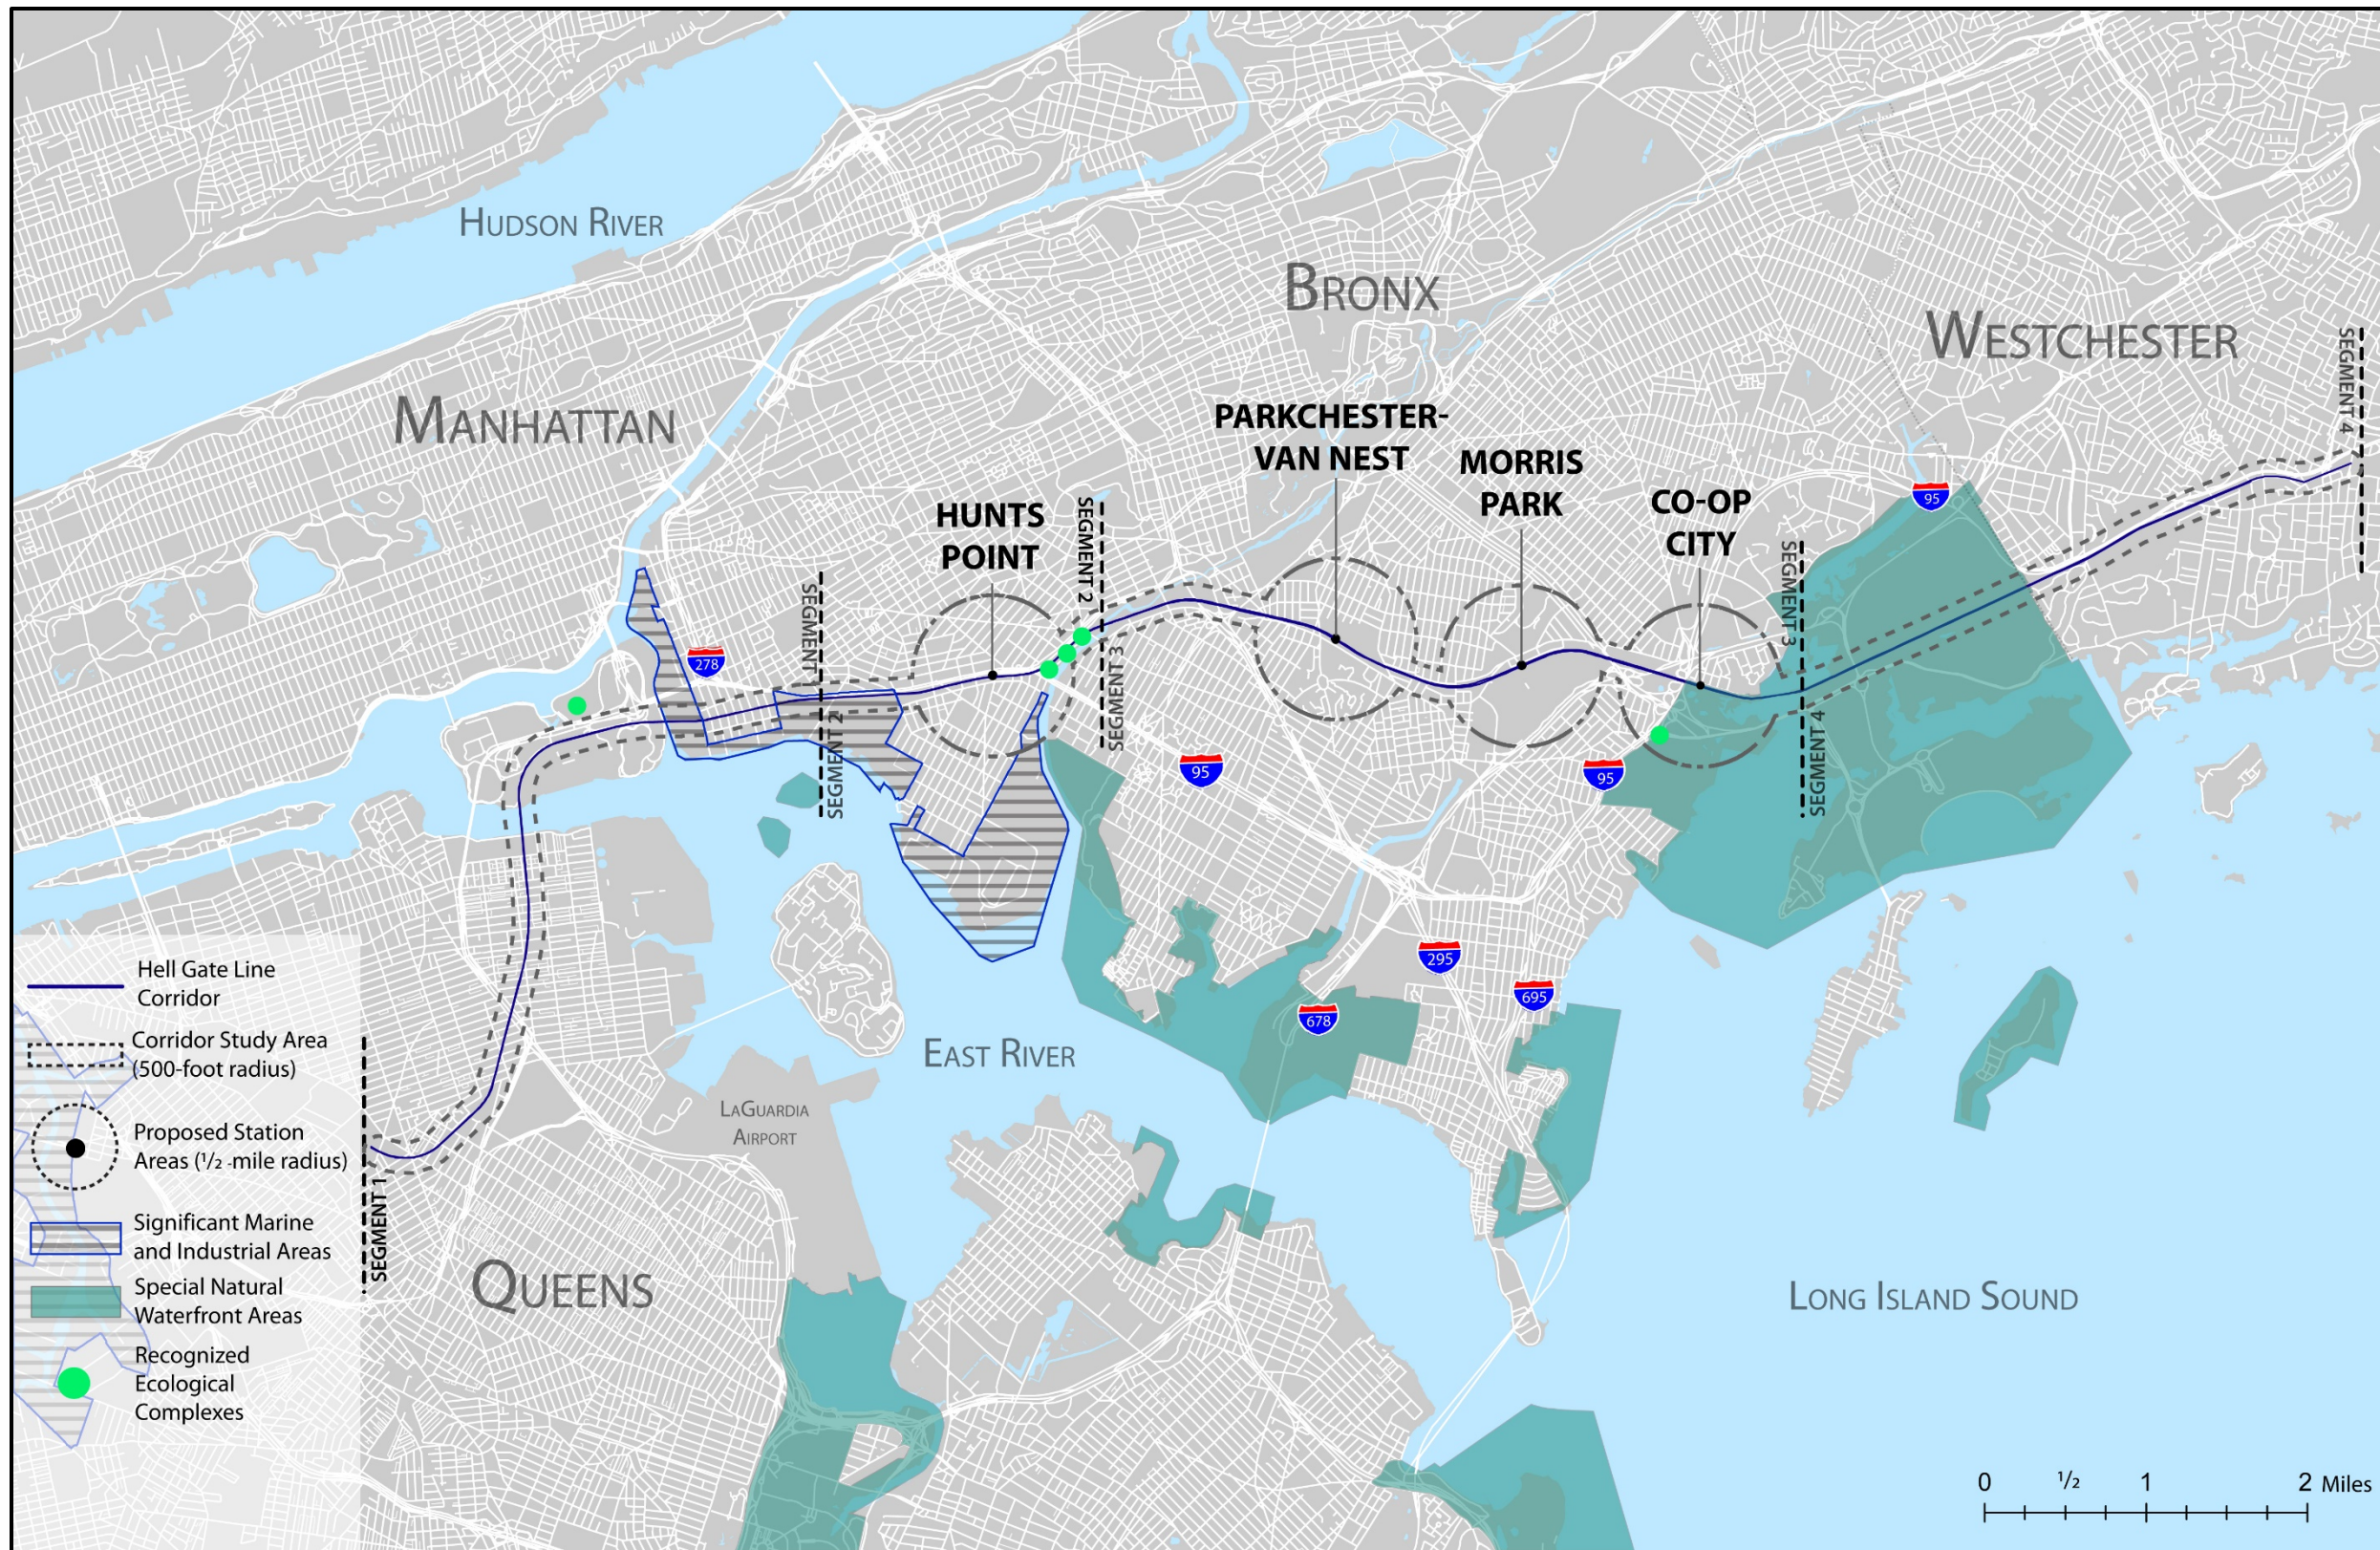 HUDSON RIVER
BRONX
WESTCHESTER
MANHATTAN
SEGMENT 4
PARKCHESTER-
VAN NEST
MORRIS
PARK
CO-OP
CITY
HUNTS
POINT
SEGMENT 2
SEGMENT 3
SEGMENT 1
SEGMENT 3
SEGMENT 2
SEGMENT 4
95
278
95
95
295
695
678
EAST RIVER
LAGUARDIA
AIRPORT
SEGMENT 1
QUEENS
LONG ISLAND SOUND
Hell Gate Line
Corridor
Corridor Study Area
(500-foot radius)
Proposed Station
Areas (1/2 -mile radius)
Significant Marine
and Industrial Areas
Special Natural
Waterfront Areas
Recognized
Ecological
Complexes
0 1/2 1 2 Miles